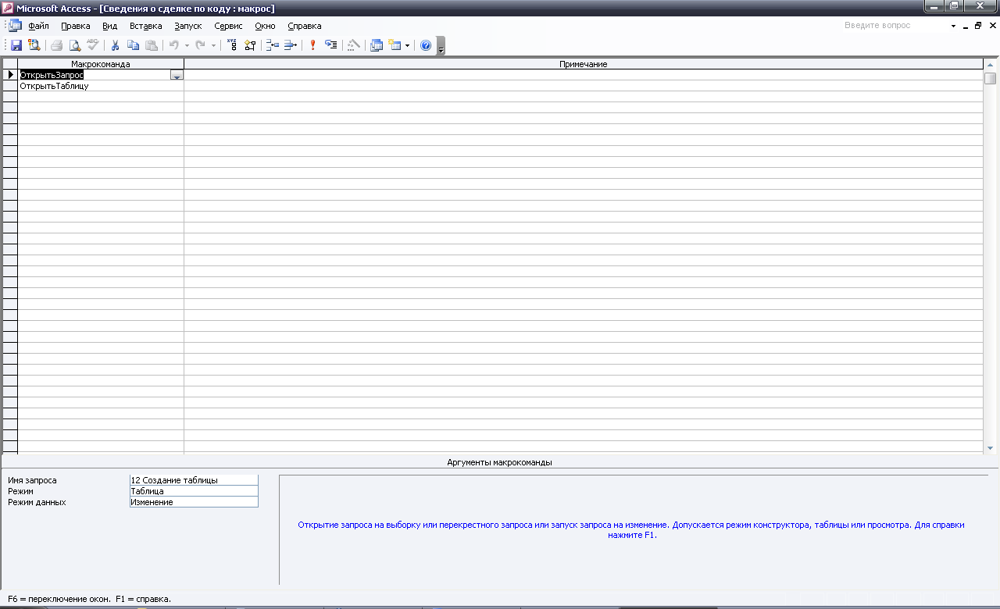 Microsoft Access - [Сведения о сделке по коду : макрос]
Файл Правка Вид Вставка Запуск Сервис Окно Справка Введите вопрос
Макрокоманда Примечание
ОткрытьЗапрос
ОткрытьТаблицу
Аргументы макрокоманды
Имя запроса 12 Создание таблицы
Режим Таблица
Режим данных Изменение
Открытие запроса на выборку или перекрестного запроса или запуск запроса на изменение. Допускается режим конструктора, таблицы или просмотра. Для справки
нажмите F1.
F6 = переключение окон. F1 = справка.